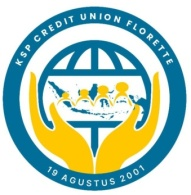 KSP CREDIT UNION FLORETTE
19 AGUSTUS 2001